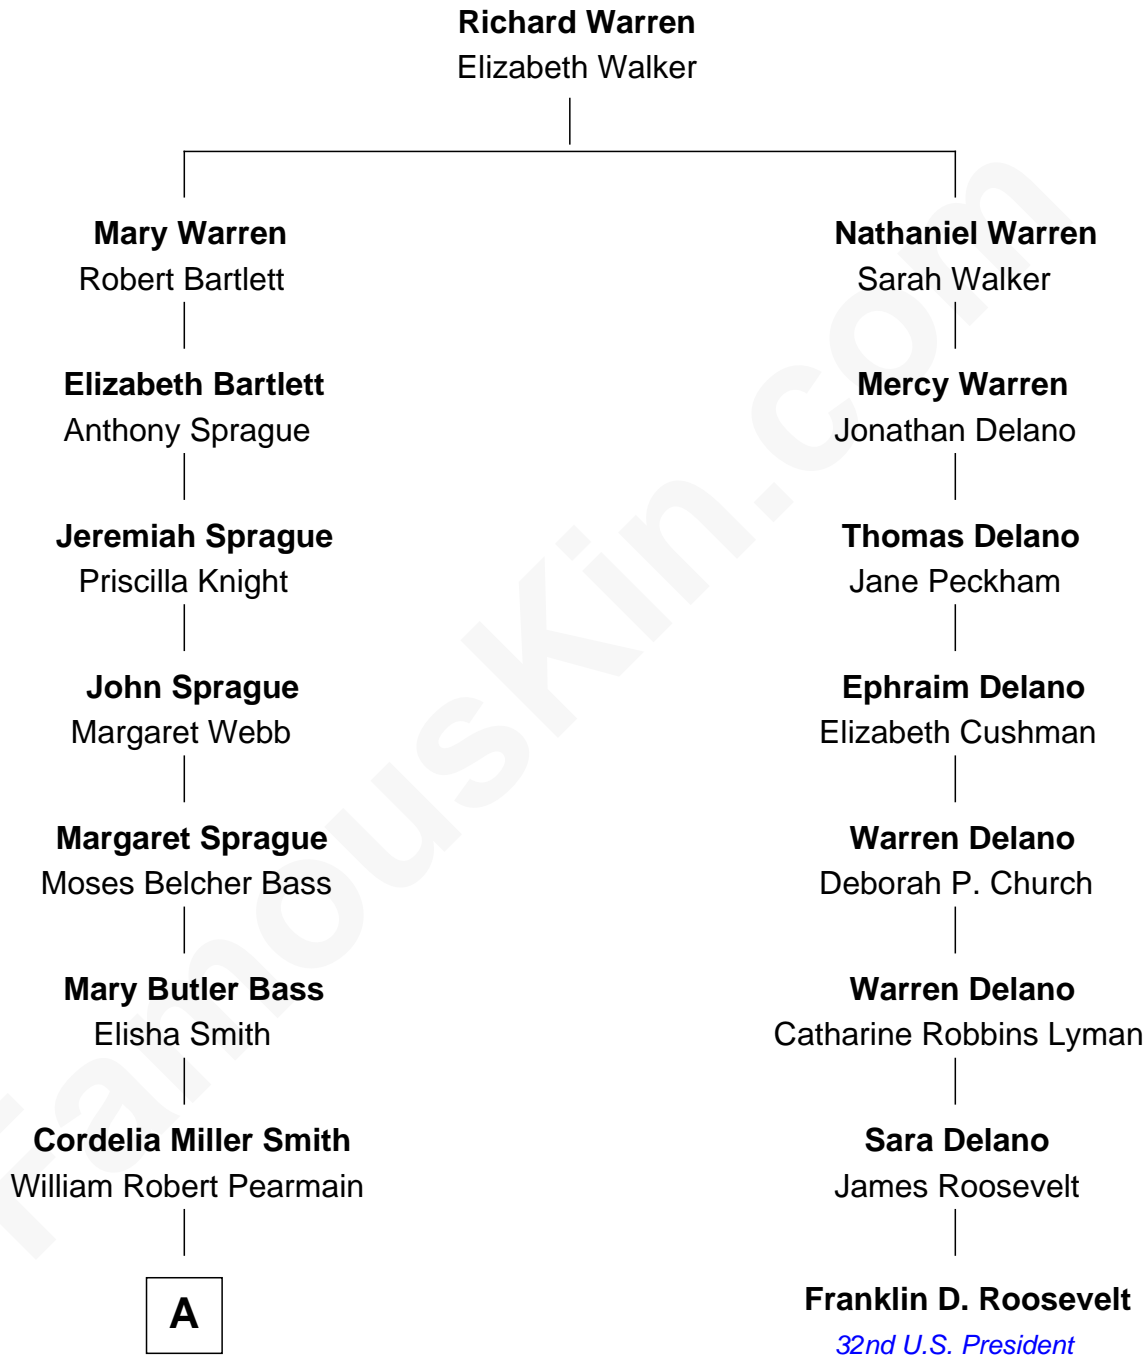 Richard Warren
Elizabeth Walker
Mary Warren
Robert Bartlett
Nathaniel Warren
Sarah Walker
Elizabeth Bartlett
Anthony Sprague
Mercy Warren
Jonathan Delano
Jeremiah Sprague
Priscilla Knight
Thomas Delano
Jane Peckham
John Sprague
Margaret Webb
Ephraim Delano
Elizabeth Cushman
Margaret Sprague
Moses Belcher Bass
Warren Delano
Deborah P. Church
Mary Butler Bass
Elisha Smith
Warren Delano
Catharine Robbins Lyman
Cordelia Miller Smith
William Robert Pearmain
Sara Delano
James Roosevelt
A
Franklin D. Roosevelt
32nd U.S. President
FamousKin.com